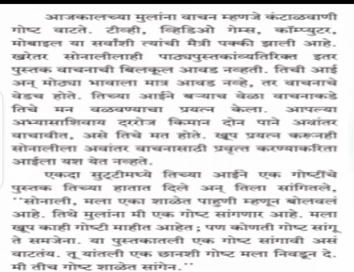 आजकालच्या मुलांना वाचन म्हणजे कंटाळवाणी
गोष्ट वाटते. टीव्ही, व्हिडिओ गेम्स, कॉम्प्युटर,
मोबाइल या सर्वांशी त्यांची मैत्री पक्की झाली आहे.
खरेतर सोनालीलाही पाठ्यपुस्तकांव्यतिरिक्त इतर
पुस्तक वाचनाची बिलकूल आवड नव्हती. तिची आई
अन् मोठ्या भावाला मात्र आवड नव्हे, तर वाचनाचे
वेडच होते. तिच्या आईने बऱ्याच वेळा वाचनाकडे
तिचे मन वळवण्याचा प्रयत्न केला. आपल्या
अभ्यासाशिवाय दररोज किमान दोन पाने अवांतर
वाचावीत, असे तिचे मत होते. खूप प्रयत्न करूनही
सोनालीला अवांतर वाचनासाठी प्रवृत्त करण्याकरिता
आईला यश येत नव्हते.
एकदा सुट्टीमध्ये तिच्या आईने एक गोष्टींचे
पुस्तक तिच्या हातात दिले अन् तिला सांगितले,
“सोनाली, मला एका शाळेत पाहुणी म्हणून बोलवलं
आहे. तिथे मुलांना मी एक गोष्ट सांगणार आहे. मला
खूप काही गोष्टी माहीत आहेत; पण कोणती गोष्ट सांगू
ते समजेना. या पुस्तकातली एक गोष्ट सांगावी असं
वाटतंय. तू यांतली एक छानशी गोष्ट मला निवडून दे.
मी तीच गोष्ट शाळेत सांगेन.”